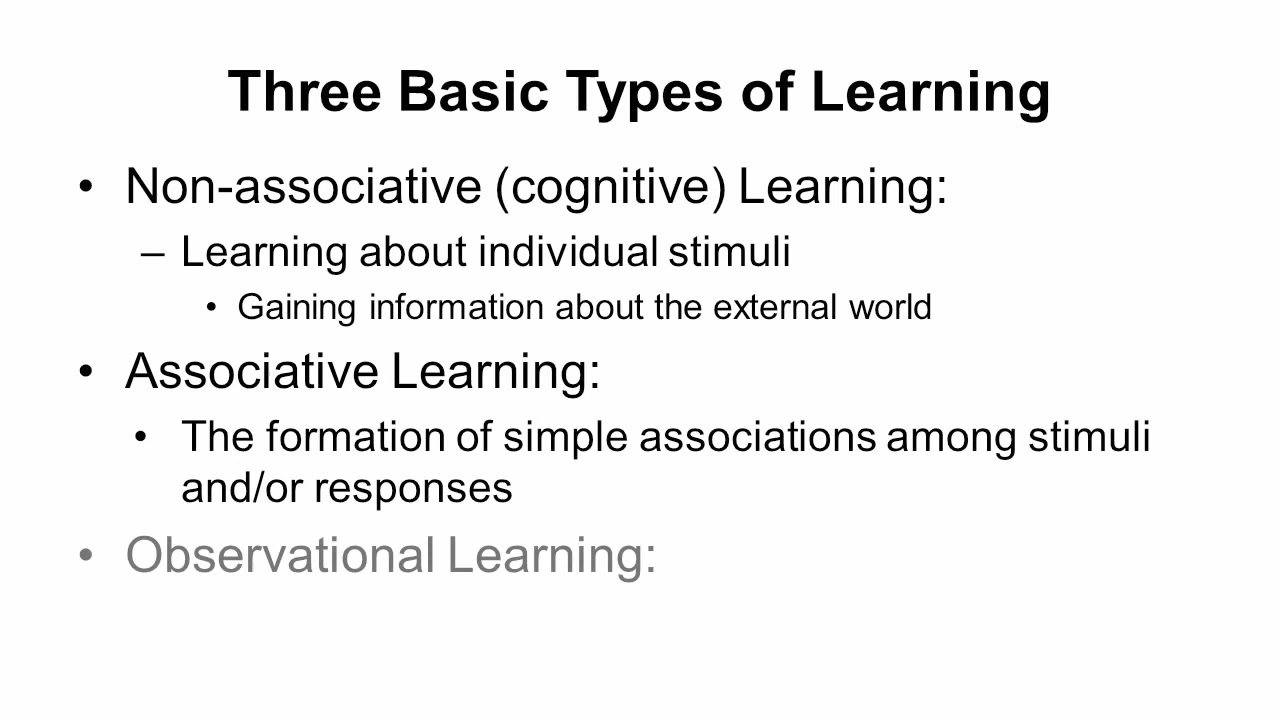 Three Basic Types of Learning
• Non-associative (cognitive) Learning:
– Learning about individual stimuli
• Gaining information about the external world
• Associative Learning:
• The formation of simple associations among stimuli
and/or responses
• Observational Learning: